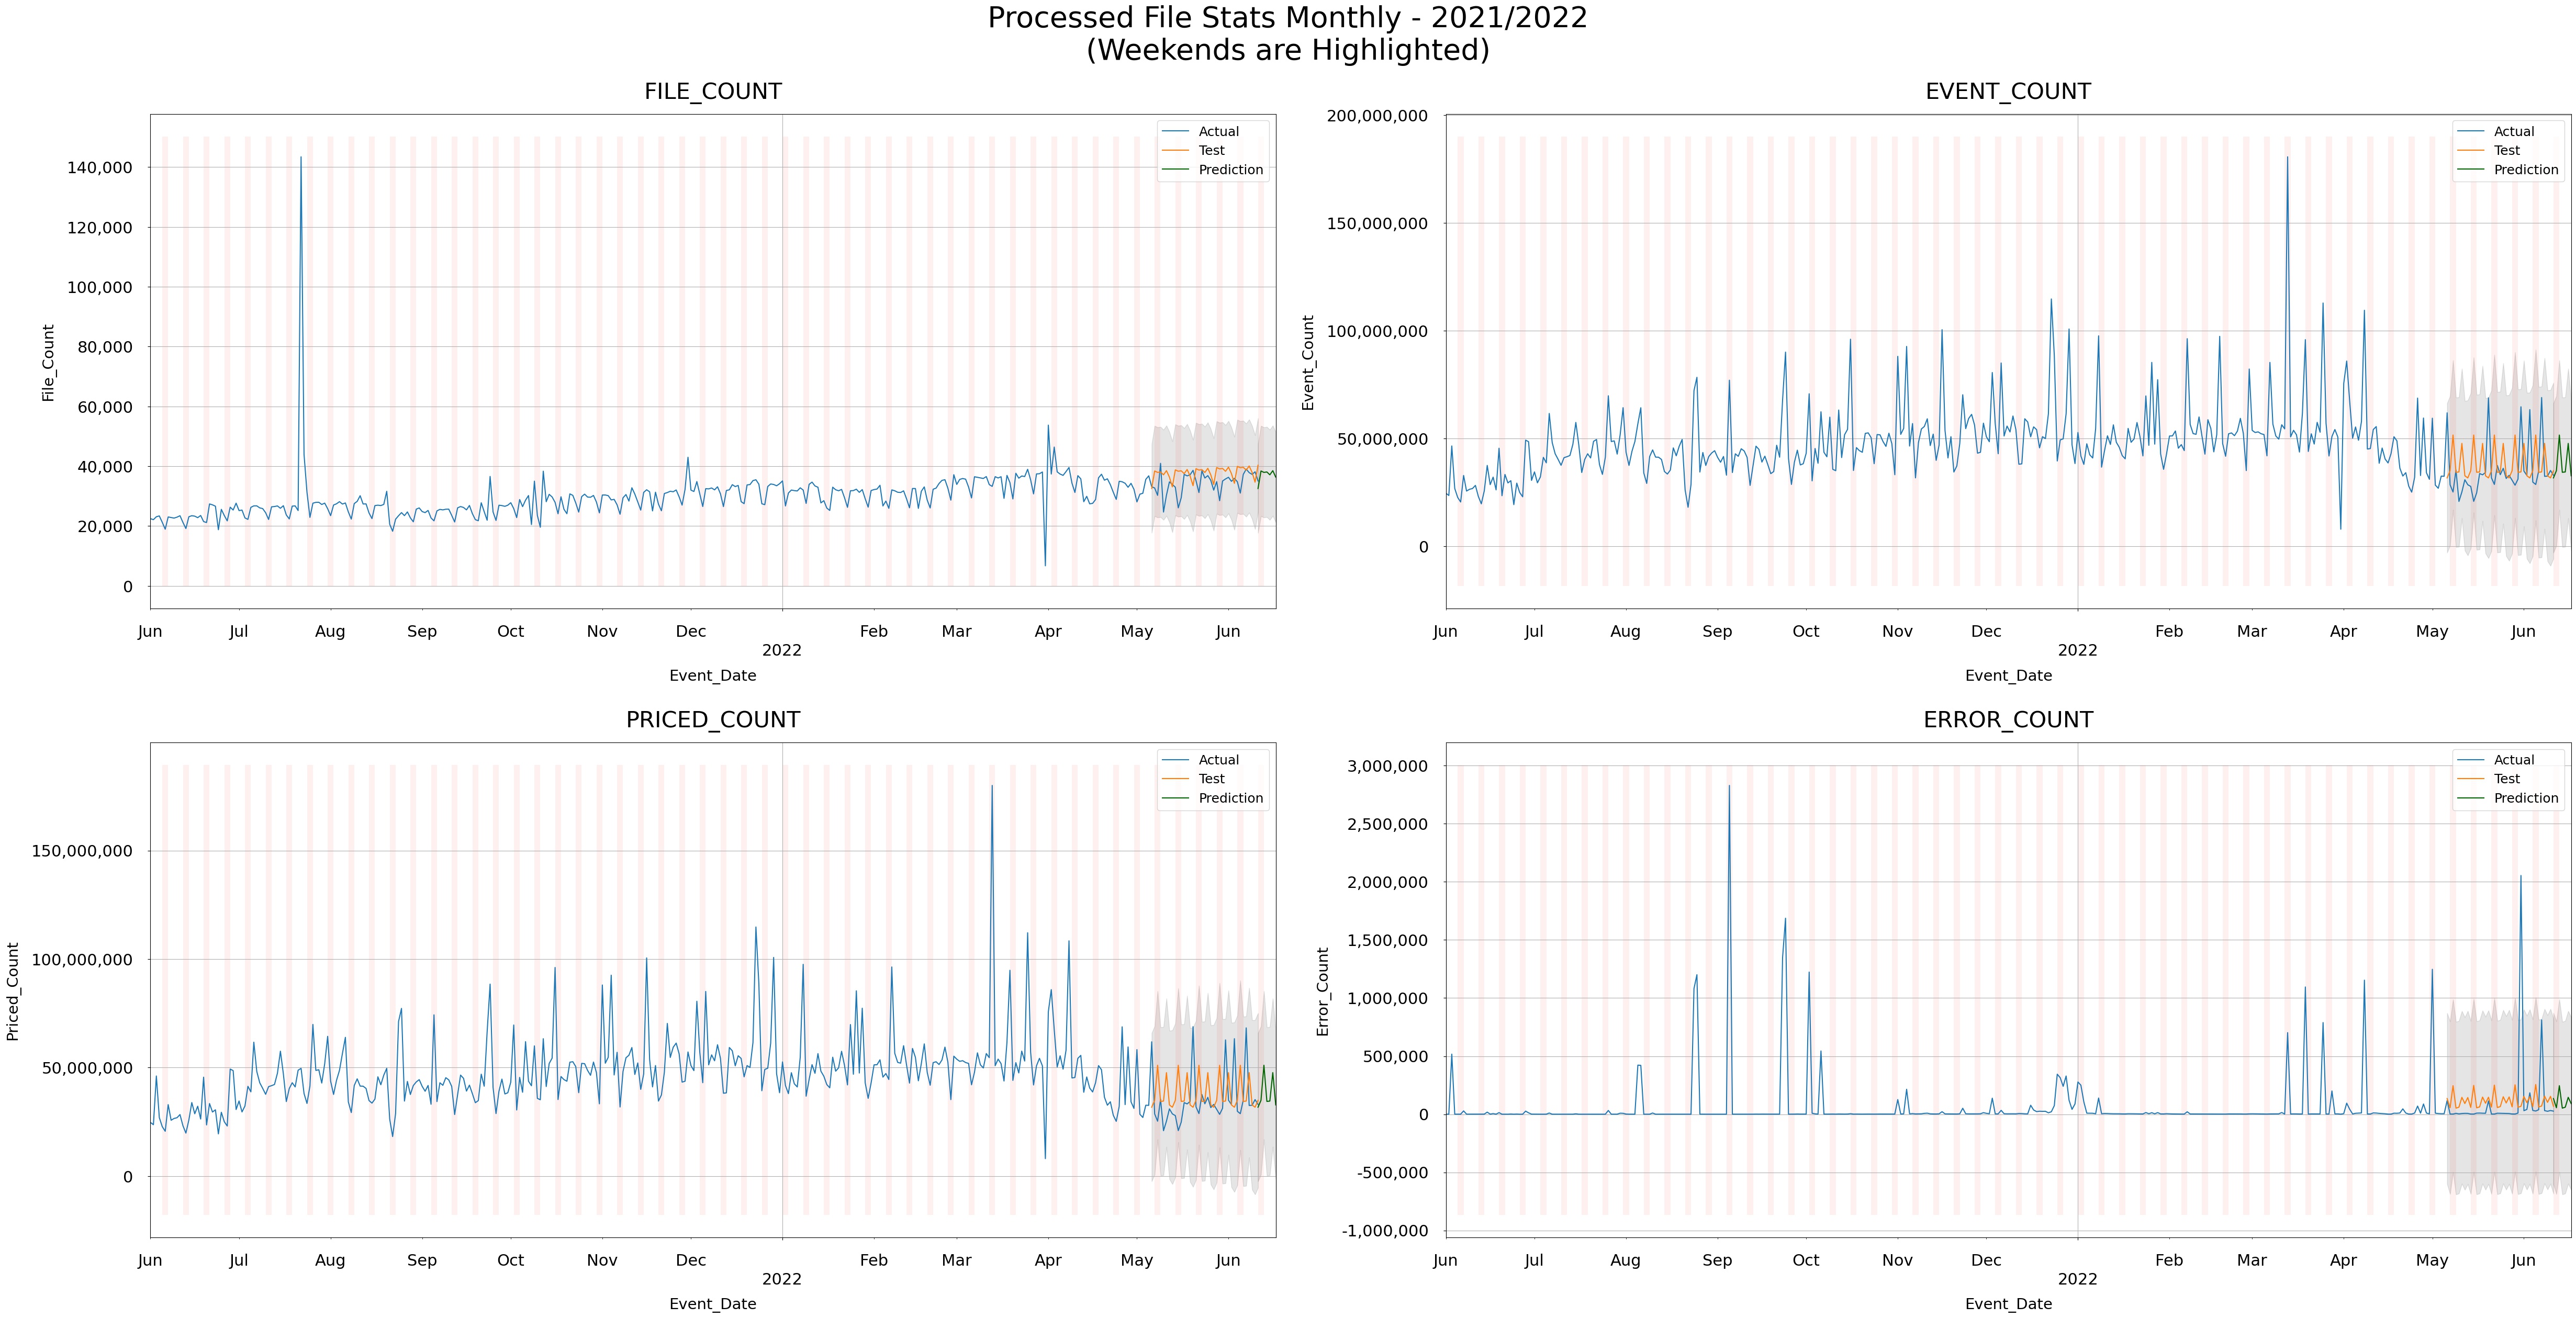 Processed File Stats Monthly - 2021/2022
(Weekends are Highlighted)
FILE_COUNT
Actual
Test
Prediction
140,000
120,000
100,000
80,000
60,000
40,000
20,000
0
File_Count
Jun Jul Aug Sep Oct Nov Dec Feb Mar Apr May Jun
2022
Event_Date
EVENT_COUNT
Actual
Test
Prediction
200,000,000
150,000,000
100,000,000
50,000,000
0
Event_Count
Jun Jul Aug Sep Oct Nov Dec Feb Mar Apr May Jun
2022
Event_Date
PRICED_COUNT
Actual
Test
Prediction
150,000,000
100,000,000
50,000,000
0
Priced_Count
Jun Jul Aug Sep Oct Nov Dec Feb Mar Apr May Jun
2022
Event_Date
ERROR_COUNT
Actual
Test
Prediction
3,000,000
2,500,000
2,000,000
1,500,000
1,000,000
500,000
0
-500,000
-1,000,000
Error_Count
Jun Jul Aug Sep Oct Nov Dec Feb Mar Apr May Jun
2022
Event_Date